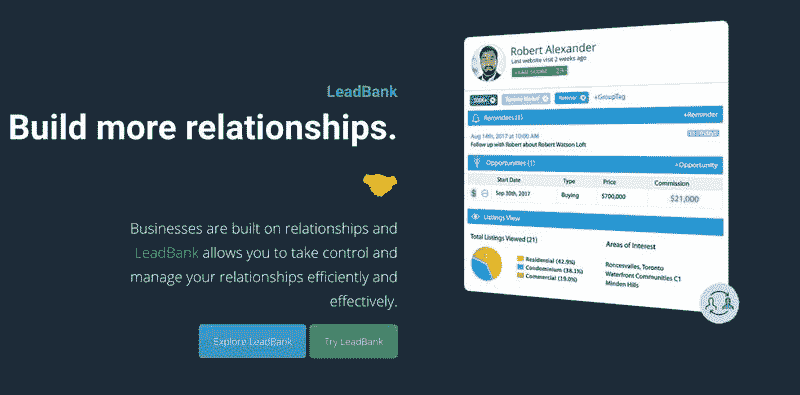 LeadBank
Build more relationships.
Businesses are built on relationships and
LeadBank allows you to take control and
manage your relationships efficiently and
effectively.
Explore LeadBank
Try LeadBank
Robert Alexander
Last website visit 2 weeks ago
LEAD SCORE
+GroupTag
Reminders (1)
+Reminder
Aug 14th, 2017 at 10:00 AM
Follow up with Robert about Robert Watson Loft
Opportunities (1)
+Opportunity
Start Date Type Price Commission
$ Sep 30th, 2017 Buying $700,000 $21,000
Listings View
Total Listings Viewed (21)
Residential (42.9%)
Condominium (38.1%)
Commercial (19.0%)
Areas of Interest
Roncesvalles, Toronto
Waterfront Communities C1
Minden Hills